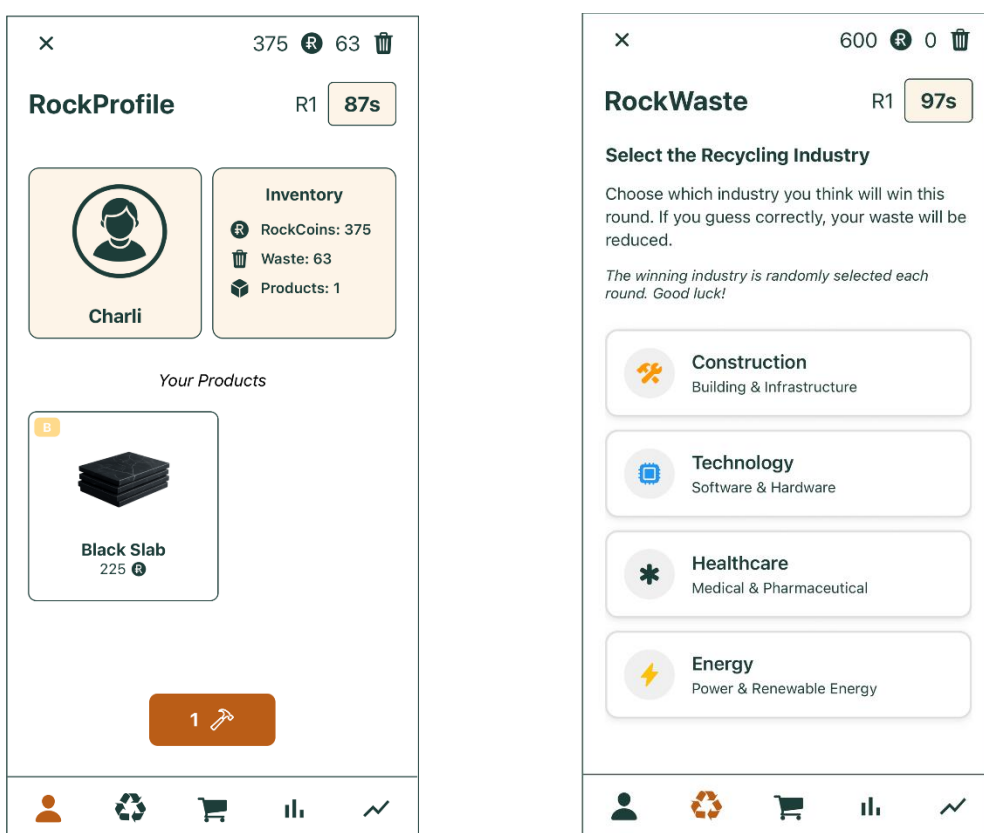 375 63
RockProfile R1 87s
Charli
Inventory
RockCoins: 375
Waste: 63
Products: 1
Your Products
B
Black Slab
225
1
600 0
RockWaste R1 97s
Select the Recycling Industry
Choose which industry you think will win this
round. If you guess correctly, your waste will be
reduced.
The winning industry is randomly selected each
round. Good luck!
Construction
Building & Infrastructure
Technology
Software & Hardware
Healthcare
Medical & Pharmaceutical
Energy
Power & Renewable Energy